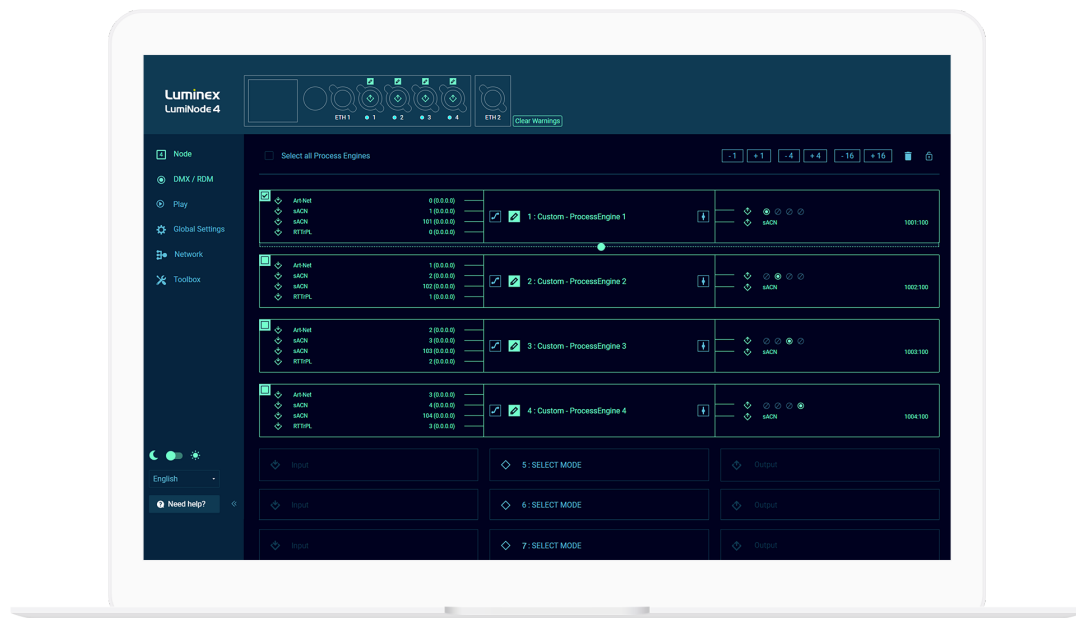 Luminex
LumiNode 4
ETH 1 1 2 3 4 ETH 2
Clear Warnings
4 Node
DMX / RDM
Play
Global Settings
Network
Toolbox
English
? Need help?
Select all Process Engines
- 1 + 1 - 4 + 4 - 16 + 16
Art-Net 0 (0.0.0.0)
sACN 1 (0.0.0.0)
sACN 101 (0.0.0.0)
RTTrPL 0 (0.0.0.0)
1 : Custom - ProcessEngine 1
sACN 1001:100
Art-Net 1 (0.0.0.0)
sACN 2 (0.0.0.0)
sACN 102 (0.0.0.0)
RTTrPL 1 (0.0.0.0)
2 : Custom - ProcessEngine 2
sACN 1002:100
Art-Net 2 (0.0.0.0)
sACN 3 (0.0.0.0)
sACN 103 (0.0.0.0)
RTTrPL 2 (0.0.0.0)
3 : Custom - ProcessEngine 3
sACN 1003:100
Art-Net 3 (0.0.0.0)
sACN 4 (0.0.0.0)
sACN 104 (0.0.0.0)
RTTrPL 3 (0.0.0.0)
4 : Custom - ProcessEngine 4
sACN 1004:100
Input 5 : SELECT MODE Output
Input 6 : SELECT MODE Output
Input 7 : SELECT MODE Output